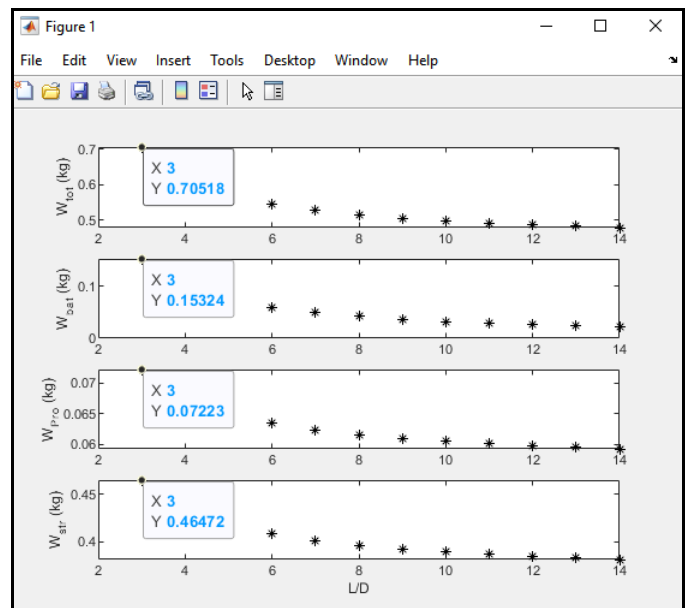 Figure 1
File Edit View Insert Tools Desktop Window Help
W_tot (kg)
0.7
0.6
0.5
X 3
Y 0.70518
2 4 6 8 10 12 14
W_bat (kg)
0.1
0
X 3
Y 0.15324
2 4 6 8 10 12 14
W_Pro (kg)
0.07
0.065
0.06
X 3
Y 0.07223
2 4 6 8 10 12 14
W_str (kg)
0.45
0.4
X 3
Y 0.46472
2 4 6 8 10 12 14
L/D